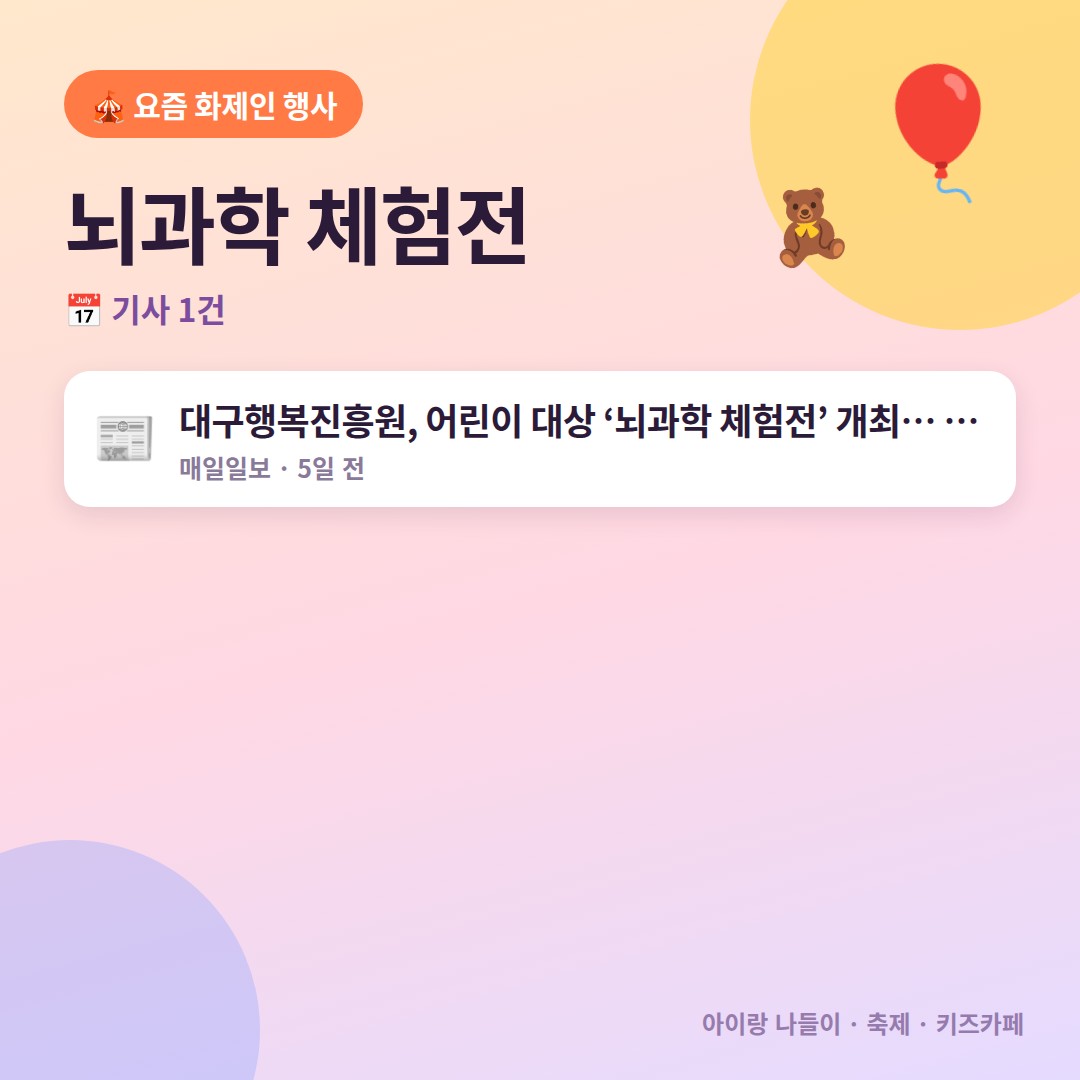 🎪 요즘 화제인 행사
뇌과학 체험전
📅 기사 1건
대구행복진흥원, 어린이 대상 ‘뇌과학 체험전’ 개최… …
매일일보 · 5일 전
아이랑 나들이 · 축제 · 키즈카페